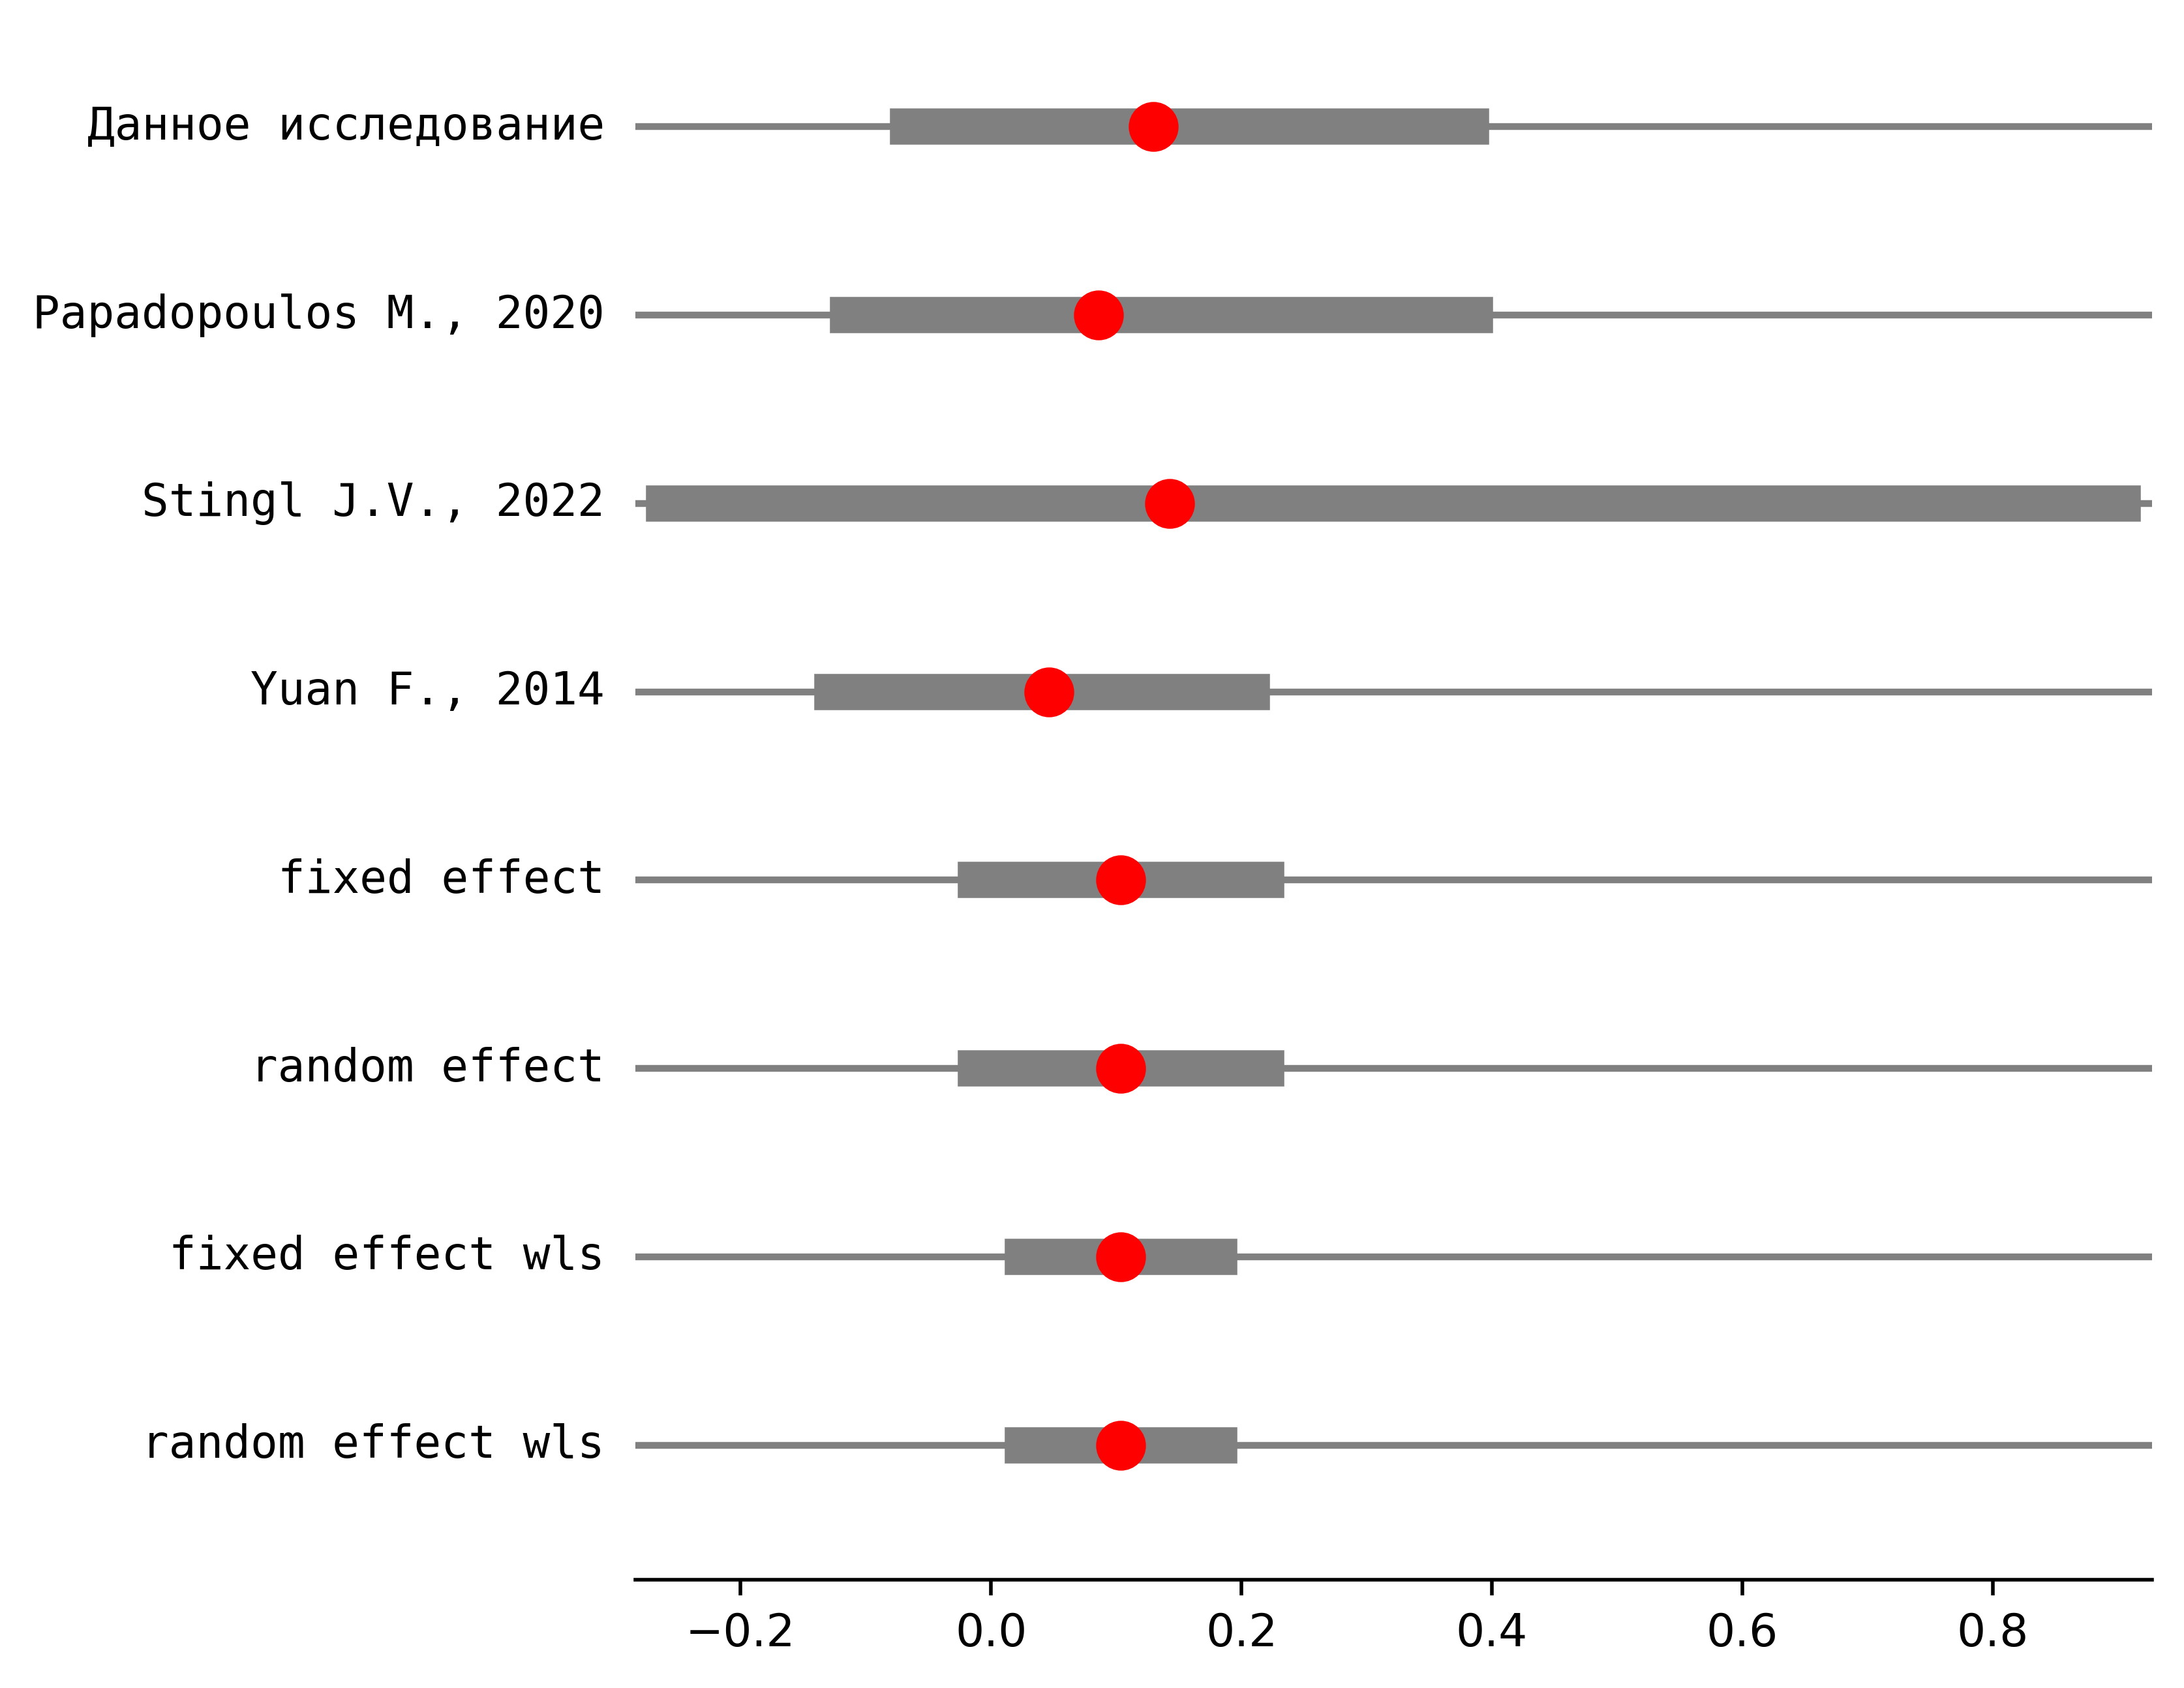 Данное исследование
Papadopoulos M., 2020
Stingl J.V., 2022
Yuan F., 2014
fixed effect
random effect
fixed effect wls
random effect wls
−0.2 0.0 0.2 0.4 0.6 0.8